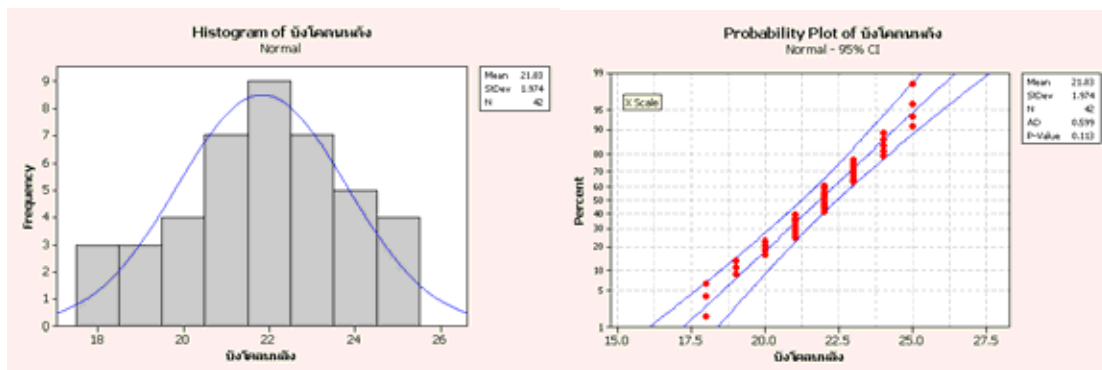 Histogram of บังโคลนหลัง
Normal
Mean 21.83
StDev 1.974
N 42
Frequency
9
8
7
6
5
4
3
2
1
0
18 20 22 24 26
บังโคลนหลัง
Probability Plot of บังโคลนหลัง
Normal - 95% CI
Mean 21.83
StDev 1.974
N 42
AD 0.599
P-Value 0.113
X Scale
Percent
99
95
90
80
70
60
50
40
30
20
10
5
1
15.0 17.5 20.0 22.5 25.0 27.5
บังโคลนหลัง